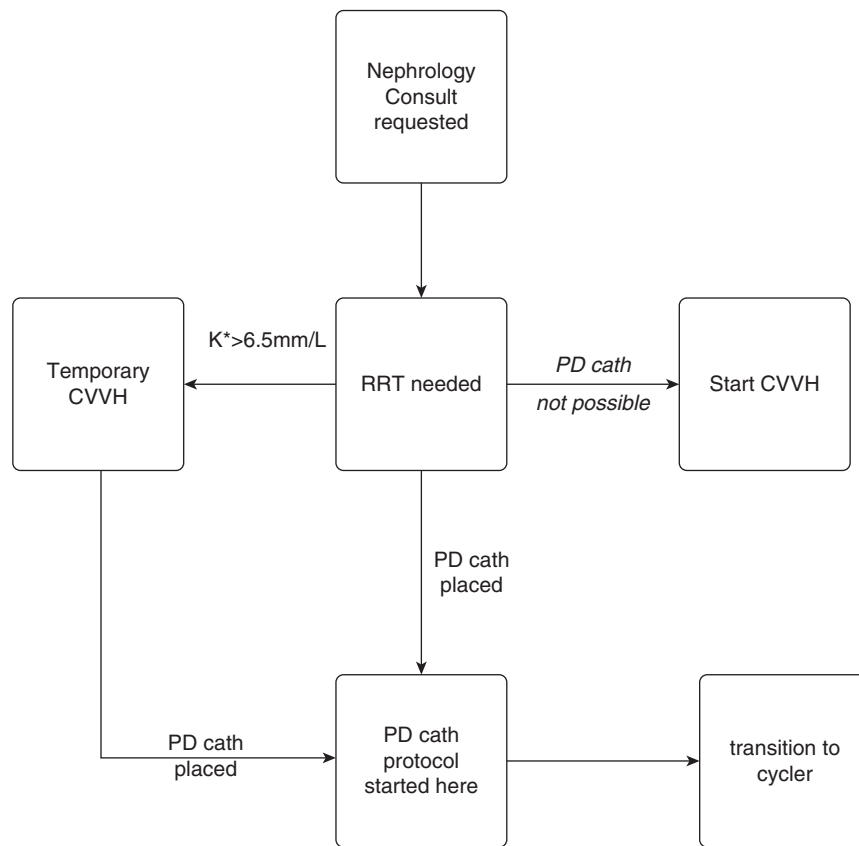 Nephrology
Consult
requested
K*>6.5mm/L
Temporary
CVVH
RRT needed
PD cath
not possible
Start CVVH
PD cath
placed
PD cath
placed
PD cath
protocol
started here
transition to
cycler